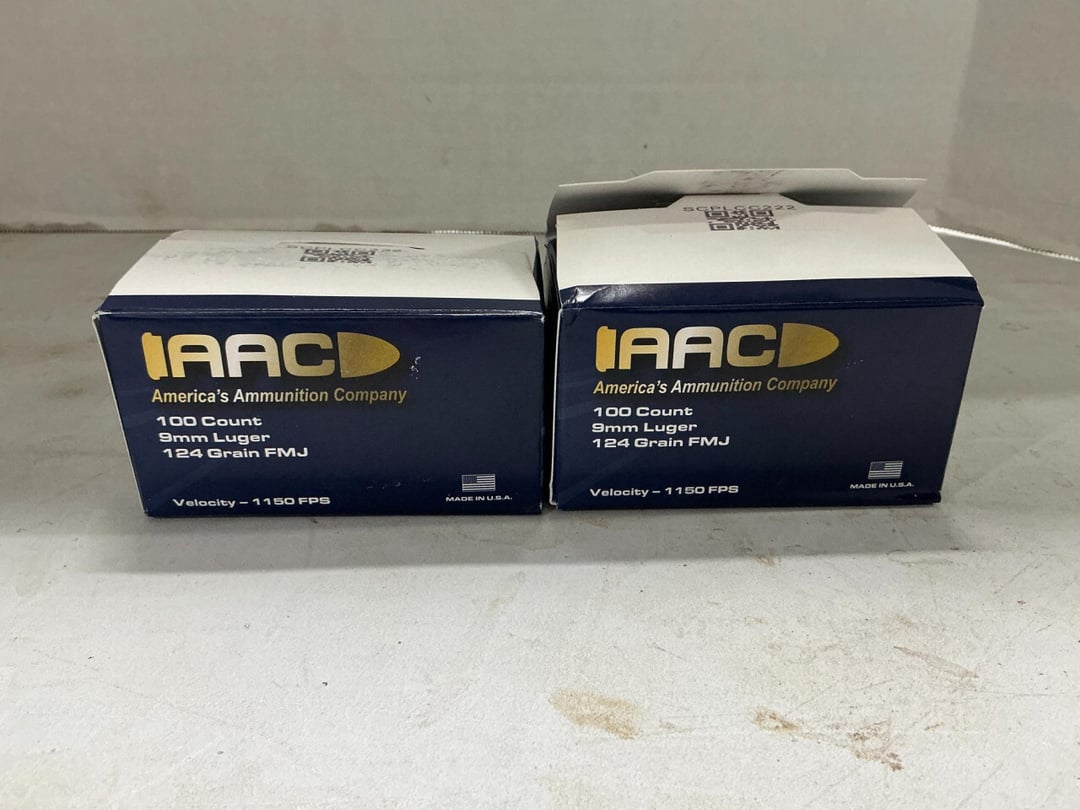 AAC
America's Ammunition Company
100 Count
9mm Luger
124 Grain FMJ
Velocity – 1150 FPS
MADE IN U.S.A.
SCPLCC222
AAC
America's Ammunition Company
100 Count
9mm Luger
124 Grain FMJ
Velocity – 1150 FPS
MADE IN U.S.A.